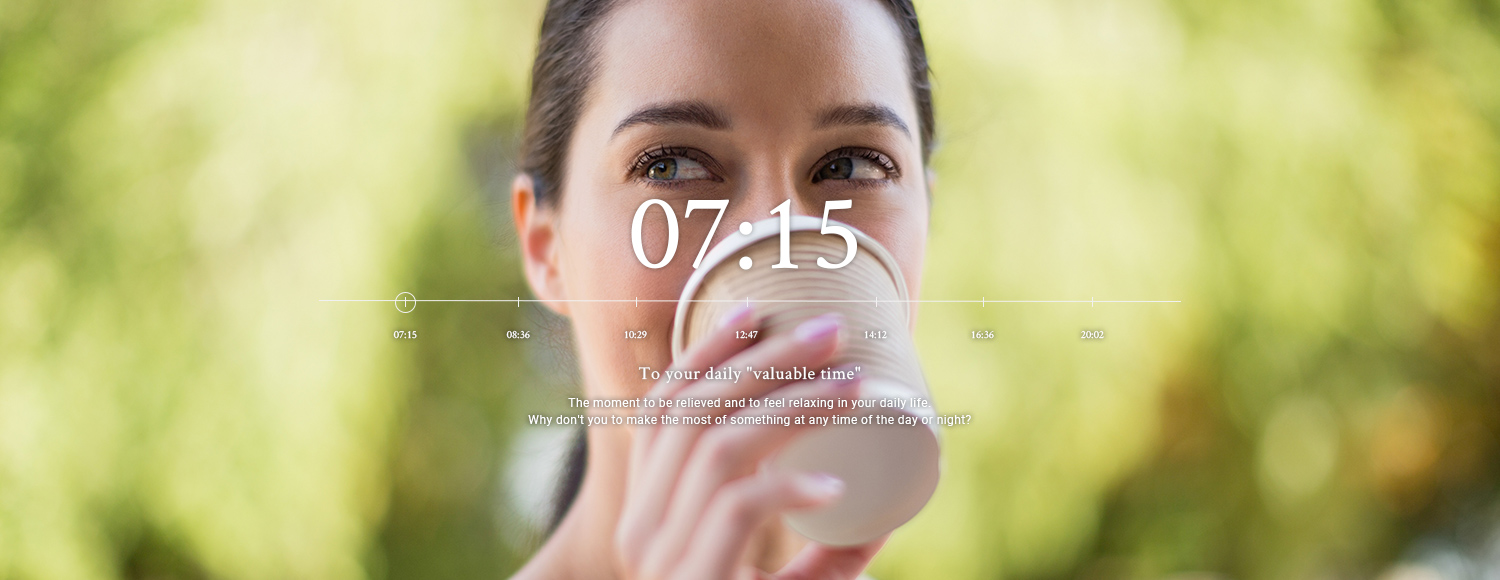 07:15
07:15 08:36 10:29 12:47 14:12 16:36 20:02
To your daily "valuable time"
The moment to be relieved and to feel relaxing in your daily life.
Why don't you to make the most of something at any time of the day or night?